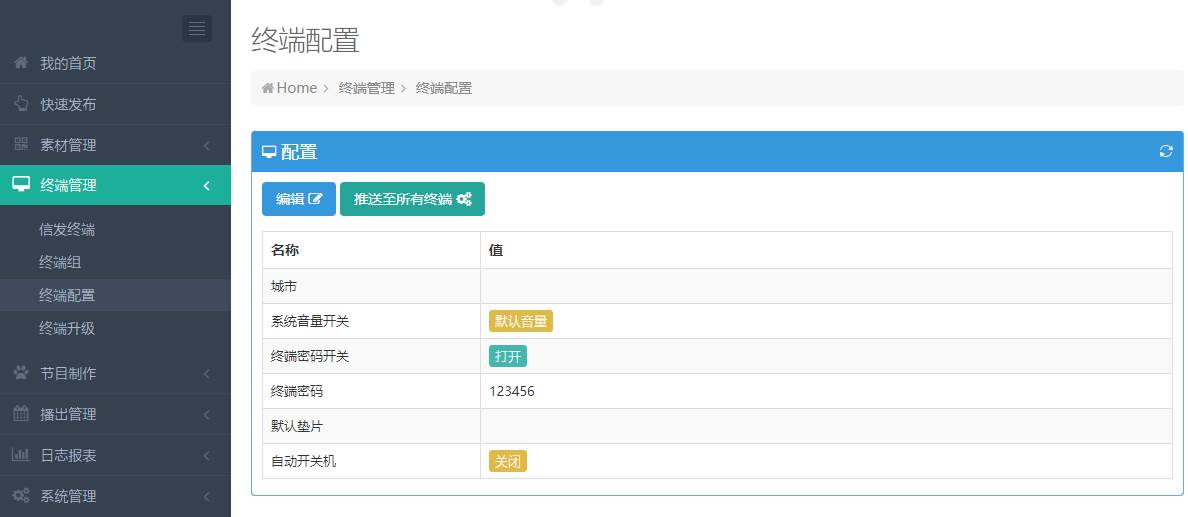 我的首页
快速发布
素材管理
终端管理
信发终端
终端组
终端配置
终端升级
节目制作
播出管理
日志报表
系统管理
终端配置
Home 终端管理 终端配置
配置
编辑 推送至所有终端
名称 值
城市
系统音量开关 默认音量
终端密码开关 打开
终端密码 123456
默认垫片
自动开关机 关闭